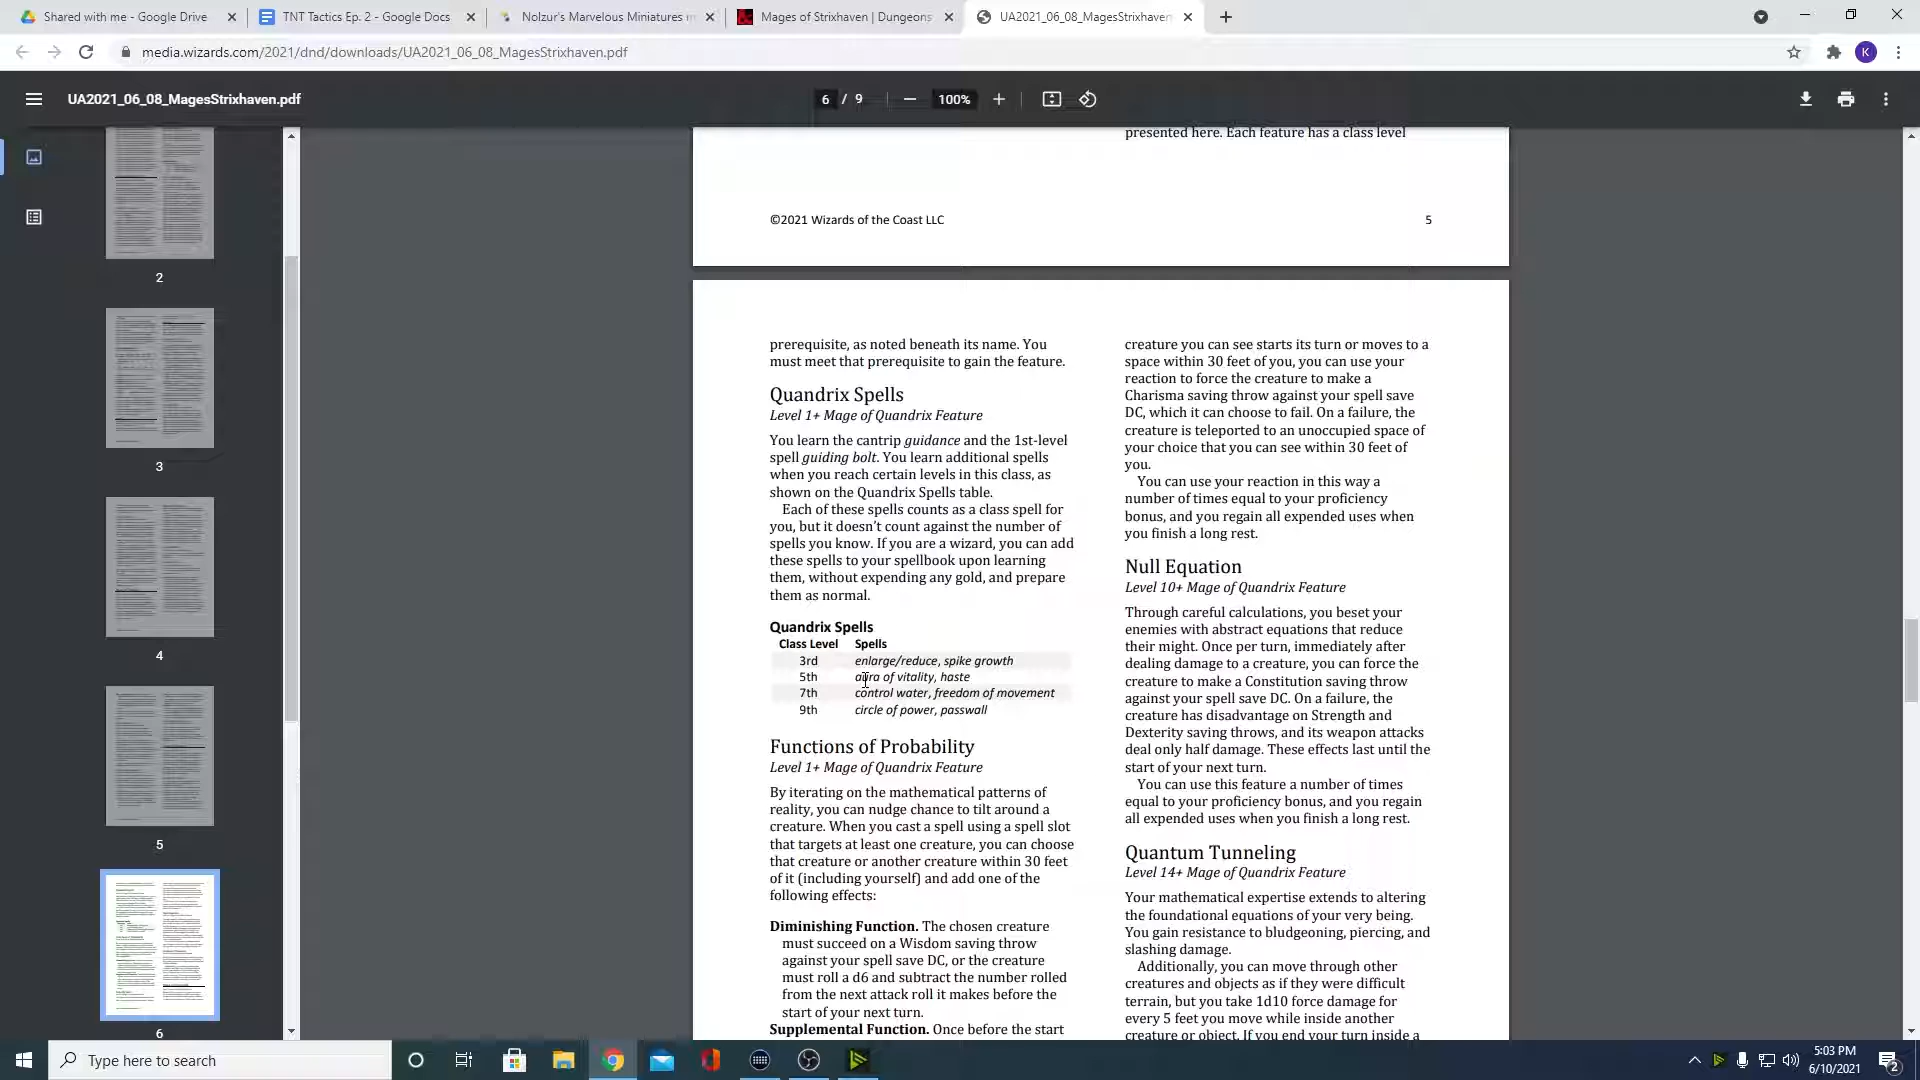 Shared with me - Google Drive
TNT Tactics Ep. 2 - Google Docs
Nolzur's Marvelous Miniatures
Mages of Strixhaven | Dungeons
UA2021_06_08_MagesStrixhaven
media.wizards.com/2021/dnd/downloads/UA2021_06_08_MagesStrixhaven.pdf
K
UA2021_06_08_MagesStrixhaven.pdf
6 / 9
100%
2
3
4
5
6
presented here. Each feature has a class level
©2021 Wizards of the Coast LLC
5
prerequisite, as noted beneath its name. You
must meet that prerequisite to gain the feature.
Quandrix Spells
Level 1+ Mage of Quandrix Feature
You learn the cantrip guidance and the 1st-level
spell guiding bolt. You learn additional spells
when you reach certain levels in this class, as
shown on the Quandrix Spells table.
Each of these spells counts as a class spell for
you, but it doesn't count against the number of
spells you know. If you are a wizard, you can add
these spells to your spellbook upon learning
them, without expending any gold, and prepare
them as normal.
Quandrix Spells
Class Level Spells
3rd enlarge/reduce, spike growth
5th aura of vitality, haste
7th control water, freedom of movement
9th circle of power, passwall
Functions of Probability
Level 1+ Mage of Quandrix Feature
By iterating on the mathematical patterns of
reality, you can nudge chance to tilt around a
creature. When you cast a spell using a spell slot
that targets at least one creature, you can choose
that creature or another creature within 30 feet
of it (including yourself) and add one of the
following effects:
Diminishing Function. The chosen creature
must succeed on a Wisdom saving throw
against your spell save DC, or the creature
must roll a d6 and subtract the number rolled
from the next attack roll it makes before the
start of your next turn.
Supplemental Function. Once before the start
creature you can see starts its turn or moves to a
space within 30 feet of you, you can use your
reaction to force the creature to make a
Charisma saving throw against your spell save
DC, which it can choose to fail. On a failure, the
creature is teleported to an unoccupied space of
your choice that you can see within 30 feet of
you.
You can use your reaction in this way a
number of times equal to your proficiency
bonus, and you regain all expended uses when
you finish a long rest.
Null Equation
Level 10+ Mage of Quandrix Feature
Through careful calculations, you beset your
enemies with abstract equations that reduce
their might. Once per turn, immediately after
dealing damage to a creature, you can force the
creature to make a Constitution saving throw
against your spell save DC. On a failure, the
creature has disadvantage on Strength and
Dexterity saving throws, and its weapon attacks
deal only half damage. These effects last until the
start of your next turn.
You can use this feature a number of times
equal to your proficiency bonus, and you regain
all expended uses when you finish a long rest.
Quantum Tunneling
Level 14+ Mage of Quandrix Feature
Your mathematical expertise extends to altering
the foundational equations of your very being.
You gain resistance to bludgeoning, piercing, and
slashing damage.
Additionally, you can move through other
creatures and objects as if they were difficult
terrain, but you take 1d10 force damage for
every 5 feet you move while inside another
creature or object. If you end your turn inside a
Type here to search
5:03 PM
6/10/2021
2